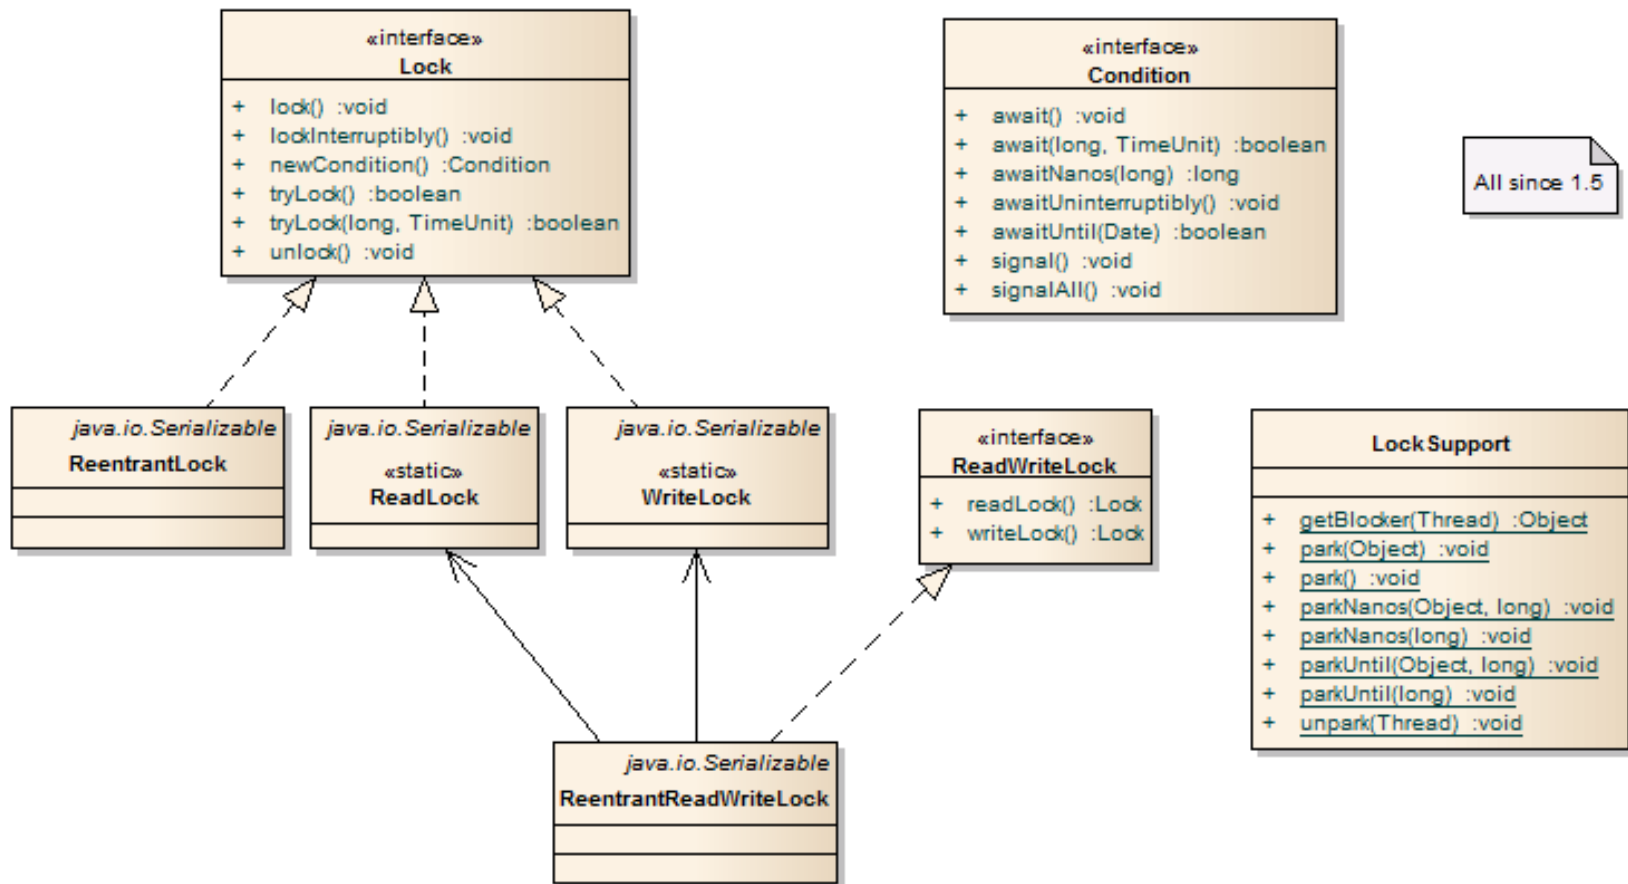 «interface»
Lock
+ lock() :void
+ lockInterruptibly() :void
+ newCondition() :Condition
+ tryLock() :boolean
+ tryLock(long, TimeUnit) :boolean
+ unlock() :void
«interface»
Condition
+ await() :void
+ await(long, TimeUnit) :boolean
+ awaitNanos(long) :long
+ awaitUninterruptibly() :void
+ awaitUntil(Date) :boolean
+ signal() :void
+ signalAll() :void
All since 1.5
java.io.Serializable
ReentrantLock
java.io.Serializable
«static»
ReadLock
java.io.Serializable
«static»
WriteLock
«interface»
ReadWriteLock
+ readLock() :Lock
+ writeLock() :Lock
LockSupport
+ getBlocker(Thread) :Object
+ park(Object) :void
+ park() :void
+ parkNanos(Object, long) :void
+ parkNanos(long) :void
+ parkUntil(Object, long) :void
+ parkUntil(long) :void
+ unpark(Thread) :void
java.io.Serializable
ReentrantReadWriteLock